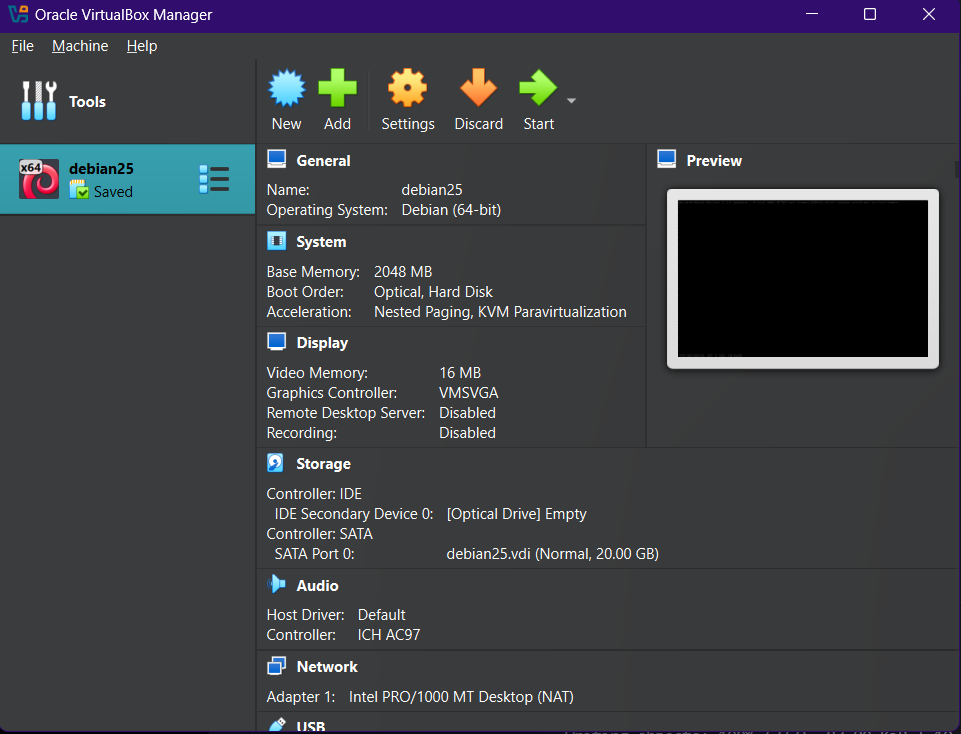 Oracle VirtualBox Manager
File Machine Help
Tools
New Add Settings Discard Start
x64
debian25
Saved
General
Name: debian25
Operating System: Debian (64-bit)
System
Base Memory: 2048 MB
Boot Order: Optical, Hard Disk
Acceleration: Nested Paging, KVM Paravirtualization
Display
Video Memory: 16 MB
Graphics Controller: VMSVGA
Remote Desktop Server: Disabled
Recording: Disabled
Preview
Storage
Controller: IDE
IDE Secondary Device 0: [Optical Drive] Empty
Controller: SATA
SATA Port 0: debian25.vdi (Normal, 20.00 GB)
Audio
Host Driver: Default
Controller: ICH AC97
Network
Adapter 1: Intel PRO/1000 MT Desktop (NAT)
USB